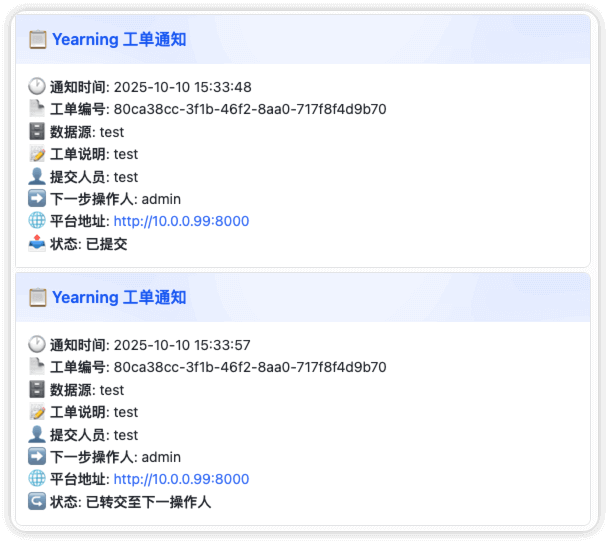 📋 Yearning 工单通知
🕐 通知时间: 2025-10-10 15:33:48
📄 工单编号: 80ca38cc-3f1b-46f2-8aa0-717f8f4d9b70
🗄️ 数据源: test
📝 工单说明: test
👤 提交人员: test
➡️ 下一步操作人: admin
🌐 平台地址: http://10.0.0.99:8000
📤 状态: 已提交
📋 Yearning 工单通知
🕐 通知时间: 2025-10-10 15:33:57
📄 工单编号: 80ca38cc-3f1b-46f2-8aa0-717f8f4d9b70
🗄️ 数据源: test
📝 工单说明: test
👤 提交人员: test
➡️ 下一步操作人: admin
🌐 平台地址: http://10.0.0.99:8000
↪️ 状态: 已转交至下一操作人